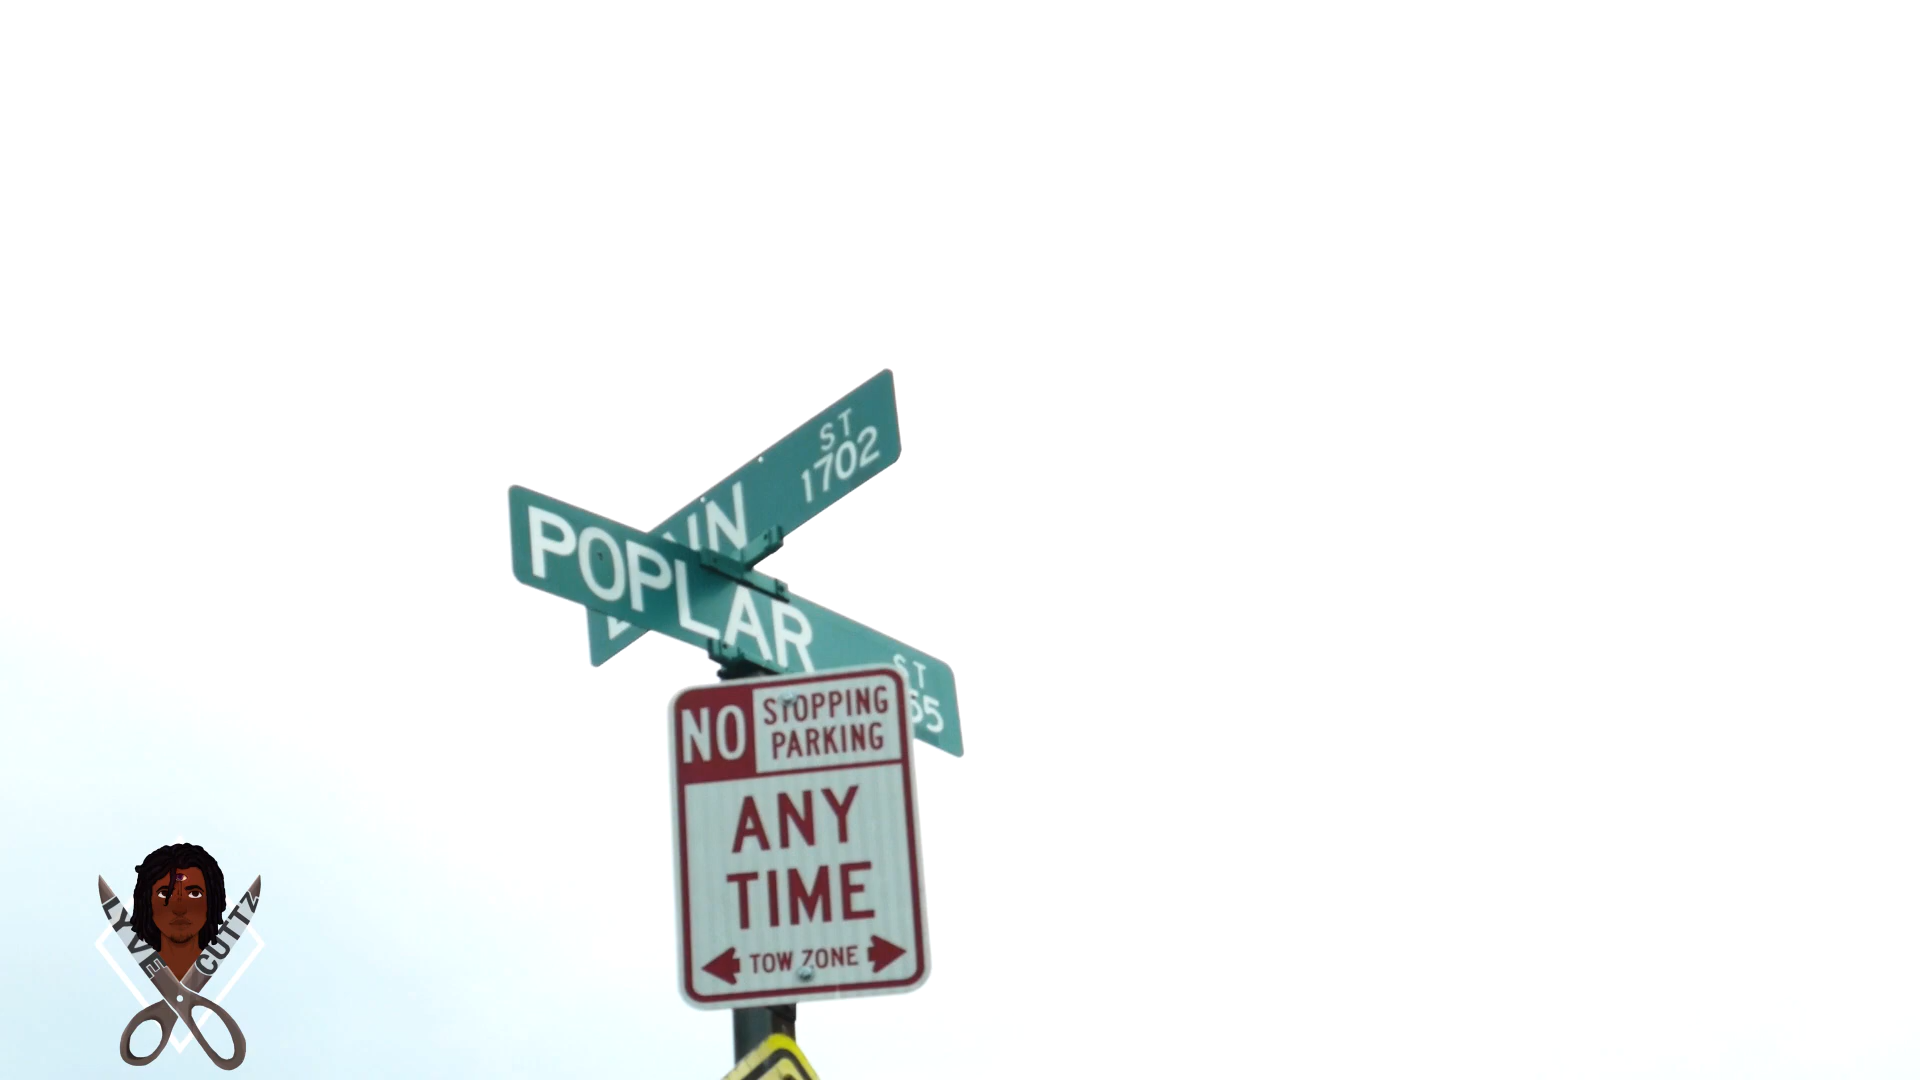 ST
1702
POPLAR
ST
NO STOPPING
PARKING
ANY
TIME
TOW ZONE
LYVE CUTTZ